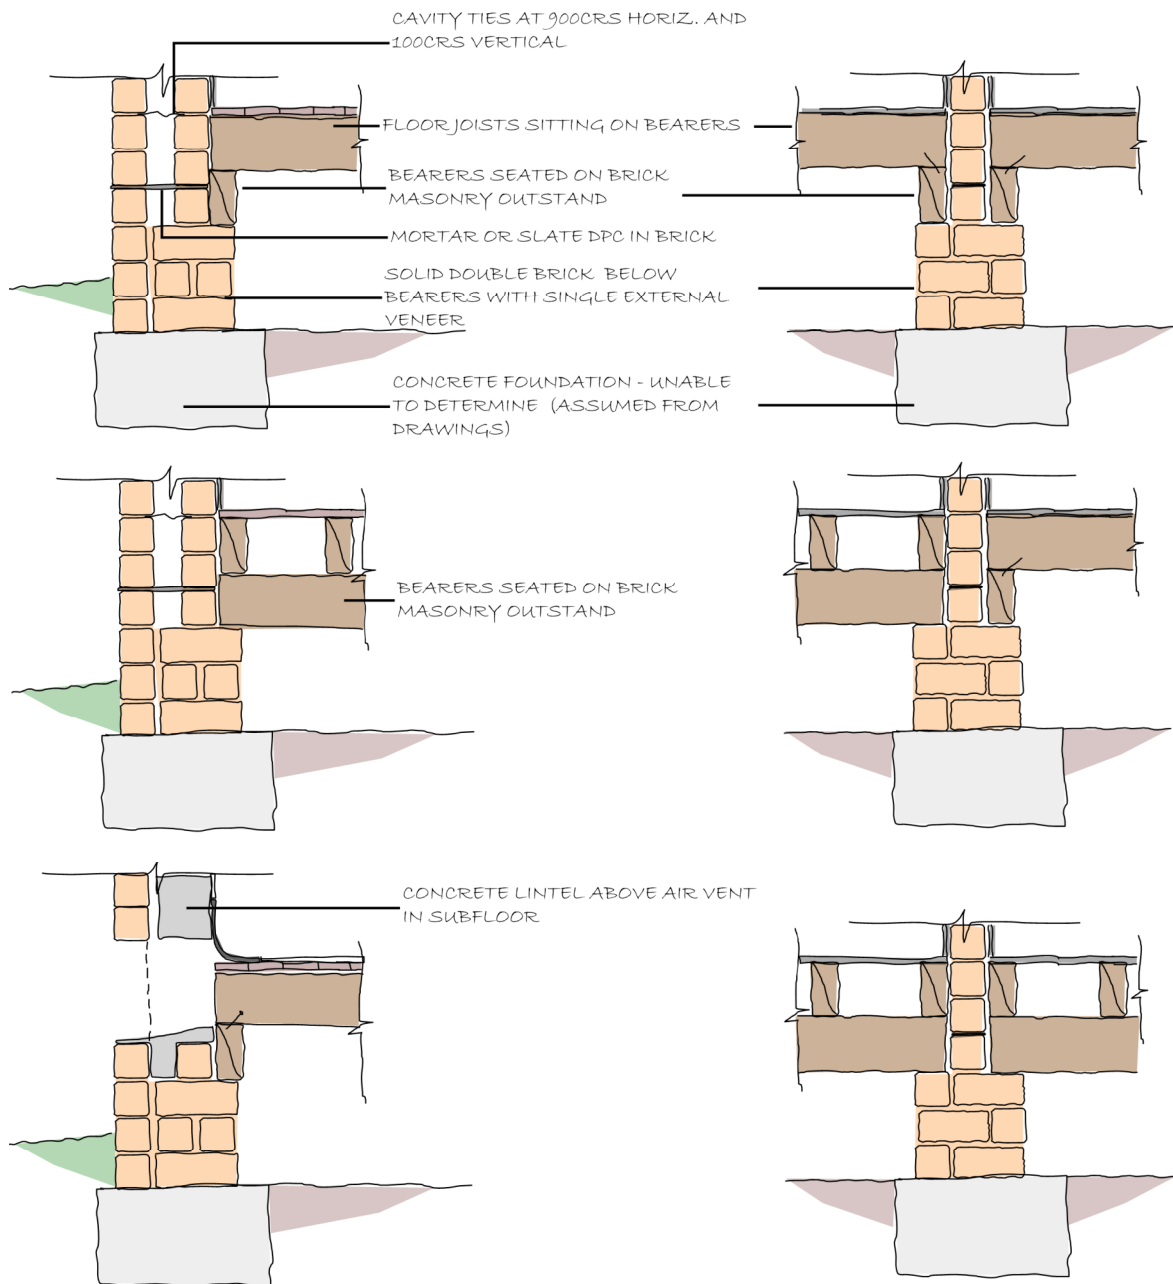 CAVITY TIES AT 900CRS HORIZ. AND
100CRS VERTICAL
FLOOR JOISTS SITTING ON BEARERS
BEARERS SEATED ON BRICK
MASONRY OUTSTAND
MORTAR OR SLATE DPC IN BRICK
SOLID DOUBLE BRICK BELOW
BEARERS WITH SINGLE EXTERNAL
VENEER
CONCRETE FOUNDATION - UNABLE
TO DETERMINE (ASSUMED FROM
DRAWINGS)
BEARERS SEATED ON BRICK
MASONRY OUTSTAND
CONCRETE LINTEL ABOVE AIR VENT
IN SUBFLOOR